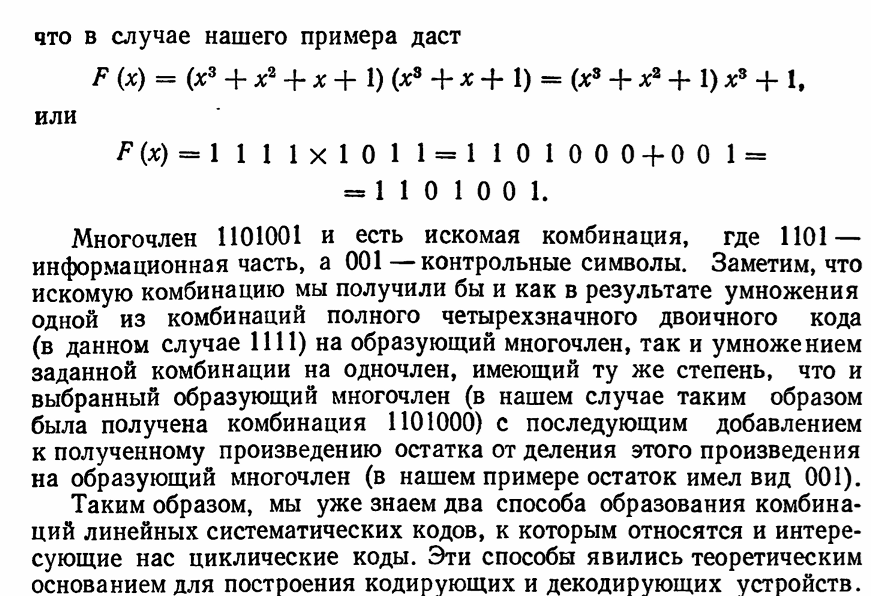 что в случае нашего примера даст
F (x) = (x³ + x² + x + 1) (x³ + x + 1) = (x³ + x² + 1) x³ + 1,
или
F (x) = 1 1 1 1 × 1 0 1 1 = 1 1 0 1 0 0 0 + 0 0 1 =
= 1 1 0 1 0 0 1.
Многочлен 1101001 и есть искомая комбинация, где 1101 —
информационная часть, а 001 — контрольные символы. Заметим, что
искомую комбинацию мы получили бы и как в результате умножения
одной из комбинаций полного четырехзначного двоичного кода
(в данном случае 1111) на образующий многочлен, так и умножением
заданной комбинации на одночлен, имеющий ту же степень, что и
выбранный образующий многочлен (в нашем случае таким образом
была получена комбинация 1101000) с последующим добавлением
к полученному произведению остатка от деления этого произведения
на образующий многочлен (в нашем примере остаток имел вид 001).
Таким образом, мы уже знаем два способа образования комбина-
ций линейных систематических кодов, к которым относятся и интере-
сующие нас циклические коды. Эти способы явились теоретическим
основанием для построения кодирующих и декодирующих устройств.